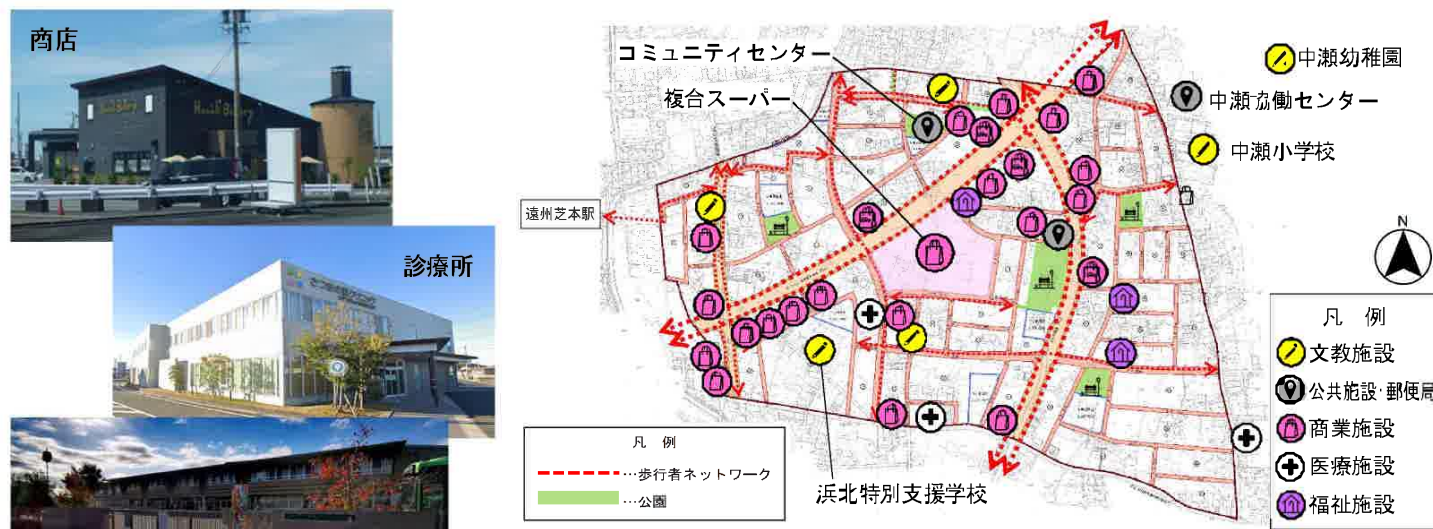 商店
診療所
コミュニティセンター
複合スーパー
中瀬幼稚園
中瀬協働センター
中瀬小学校
遠州芝本駅
N
浜北特別支援学校
凡 例
…歩行者ネットワーク
…公園
凡 例
文教施設
公共施設・郵便局
商業施設
医療施設
福祉施設